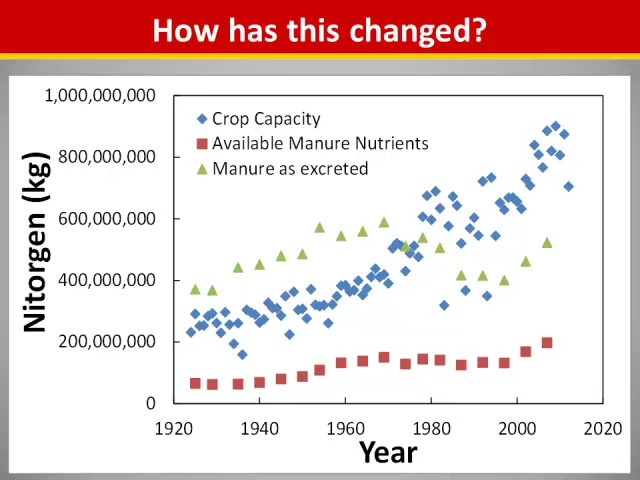 How has this changed?
1,000,000,000
800,000,000
600,000,000
400,000,000
200,000,000
0
Nitorgen (kg)
Crop Capacity
Available Manure Nutrients
Manure as excreted
1920 1940 1960 1980 2000 2020
Year